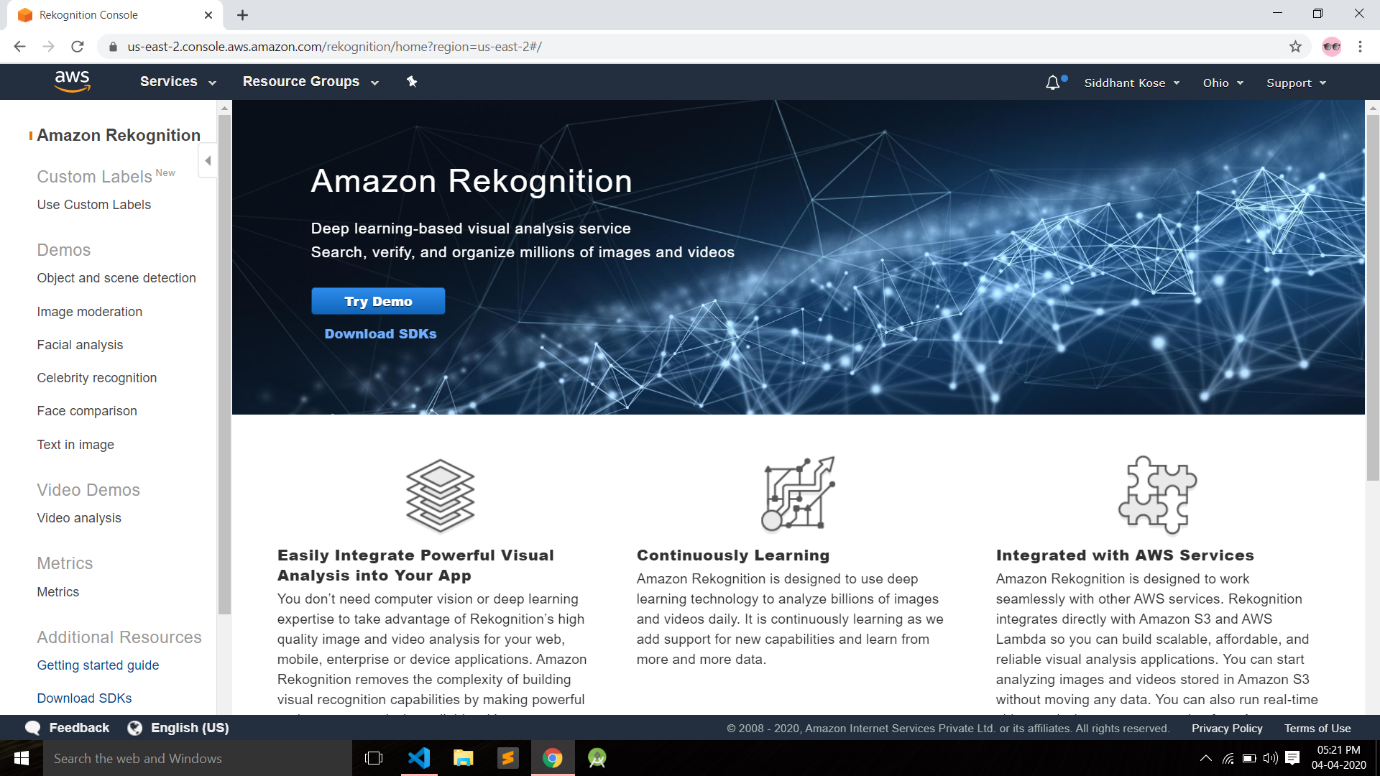 Rekognition Console
us-east-2.console.aws.amazon.com/rekognition/home?region=us-east-2#/
aws
Services
Resource Groups
Siddhant Kose
Ohio
Support
Amazon Rekognition
Custom Labels New
Use Custom Labels
Demos
Object and scene detection
Image moderation
Facial analysis
Celebrity recognition
Face comparison
Text in image
Video Demos
Video analysis
Metrics
Metrics
Additional Resources
Getting started guide
Download SDKs
Amazon Rekognition
Deep learning-based visual analysis service
Search, verify, and organize millions of images and videos
Try Demo
Download SDKs
Easily Integrate Powerful Visual
Analysis into Your App
You don’t need computer vision or deep learning
expertise to take advantage of Rekognition’s high
quality image and video analysis for your web,
mobile, enterprise or device applications. Amazon
Rekognition removes the complexity of building
visual recognition capabilities by making powerful
Continuously Learning
Amazon Rekognition is designed to use deep
learning technology to analyze billions of images
and videos daily. It is continuously learning as we
add support for new capabilities and learn from
more and more data.
Integrated with AWS Services
Amazon Rekognition is designed to work
seamlessly with other AWS services. Rekognition
integrates directly with Amazon S3 and AWS
Lambda so you can build scalable, affordable, and
reliable visual analysis applications. You can start
analyzing images and videos stored in Amazon S3
without moving any data. You can also run real-time
Feedback
English (US)
© 2008 - 2020, Amazon Internet Services Private Ltd. or its affiliates. All rights reserved.
Privacy Policy
Terms of Use
Search the web and Windows
05:21 PM
04-04-2020